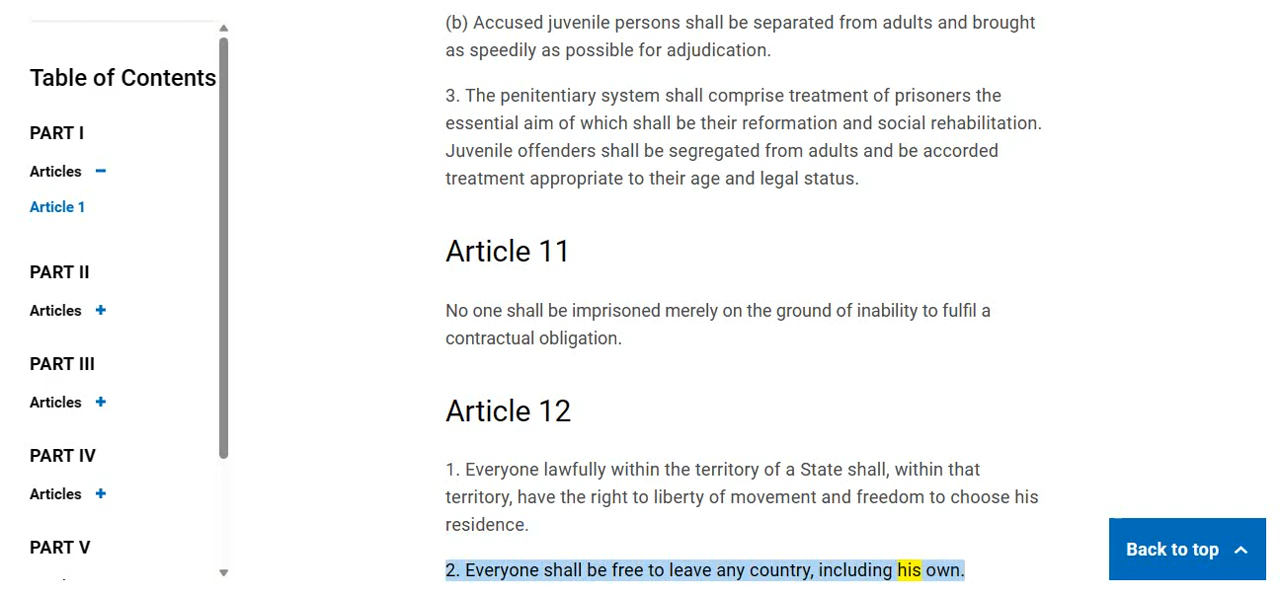 Table of Contents
PART I
Articles
Article 1
PART II
Articles
PART III
Articles
PART IV
Articles
PART V
(b) Accused juvenile persons shall be separated from adults and brought
as speedily as possible for adjudication.
3. The penitentiary system shall comprise treatment of prisoners the
essential aim of which shall be their reformation and social rehabilitation.
Juvenile offenders shall be segregated from adults and be accorded
treatment appropriate to their age and legal status.
Article 11
No one shall be imprisoned merely on the ground of inability to fulfil a
contractual obligation.
Article 12
1. Everyone lawfully within the territory of a State shall, within that
territory, have the right to liberty of movement and freedom to choose his
residence.
2. Everyone shall be free to leave any country, including his own.
Back to top